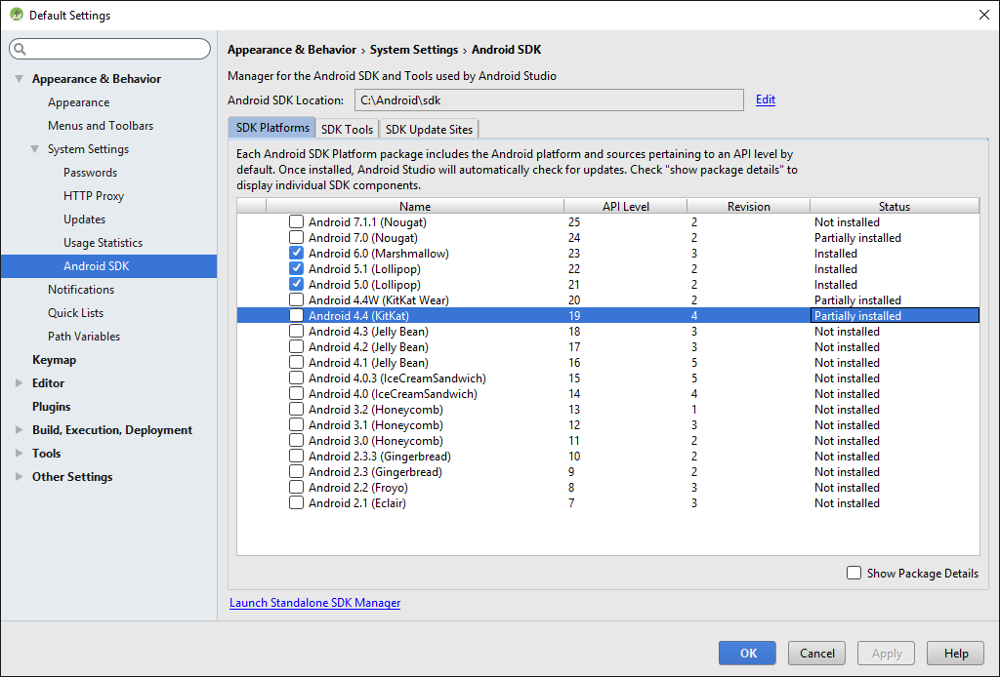 Default Settings
Appearance & Behavior
Appearance
Menus and Toolbars
System Settings
Passwords
HTTP Proxy
Updates
Usage Statistics
Android SDK
Notifications
Quick Lists
Path Variables
Keymap
Editor
Plugins
Build, Execution, Deployment
Tools
Other Settings
Appearance & Behavior › System Settings › Android SDK
Manager for the Android SDK and Tools used by Android Studio
Android SDK Location: C:\Android\sdk Edit
SDK Platforms SDK Tools SDK Update Sites
Each Android SDK Platform package includes the Android platform and sources pertaining to an API level by
default. Once installed, Android Studio will automatically check for updates. Check "show package details" to
display individual SDK components.
Name API Level Revision Status
Android 7.1.1 (Nougat) 25 2 Not installed
Android 7.0 (Nougat) 24 2 Partially installed
Android 6.0 (Marshmallow) 23 3 Installed
Android 5.1 (Lollipop) 22 2 Installed
Android 5.0 (Lollipop) 21 2 Installed
Android 4.4W (KitKat Wear) 20 2 Partially installed
Android 4.4 (KitKat) 19 4 Partially installed
Android 4.3 (Jelly Bean) 18 3 Not installed
Android 4.2 (Jelly Bean) 17 3 Not installed
Android 4.1 (Jelly Bean) 16 5 Not installed
Android 4.0.3 (IceCreamSandwich) 15 5 Not installed
Android 4.0 (IceCreamSandwich) 14 4 Not installed
Android 3.2 (Honeycomb) 13 1 Not installed
Android 3.1 (Honeycomb) 12 3 Not installed
Android 3.0 (Honeycomb) 11 2 Not installed
Android 2.3.3 (Gingerbread) 10 2 Not installed
Android 2.3 (Gingerbread) 9 2 Not installed
Android 2.2 (Froyo) 8 3 Not installed
Android 2.1 (Eclair) 7 3 Not installed
Show Package Details
Launch Standalone SDK Manager
OK Cancel Apply Help